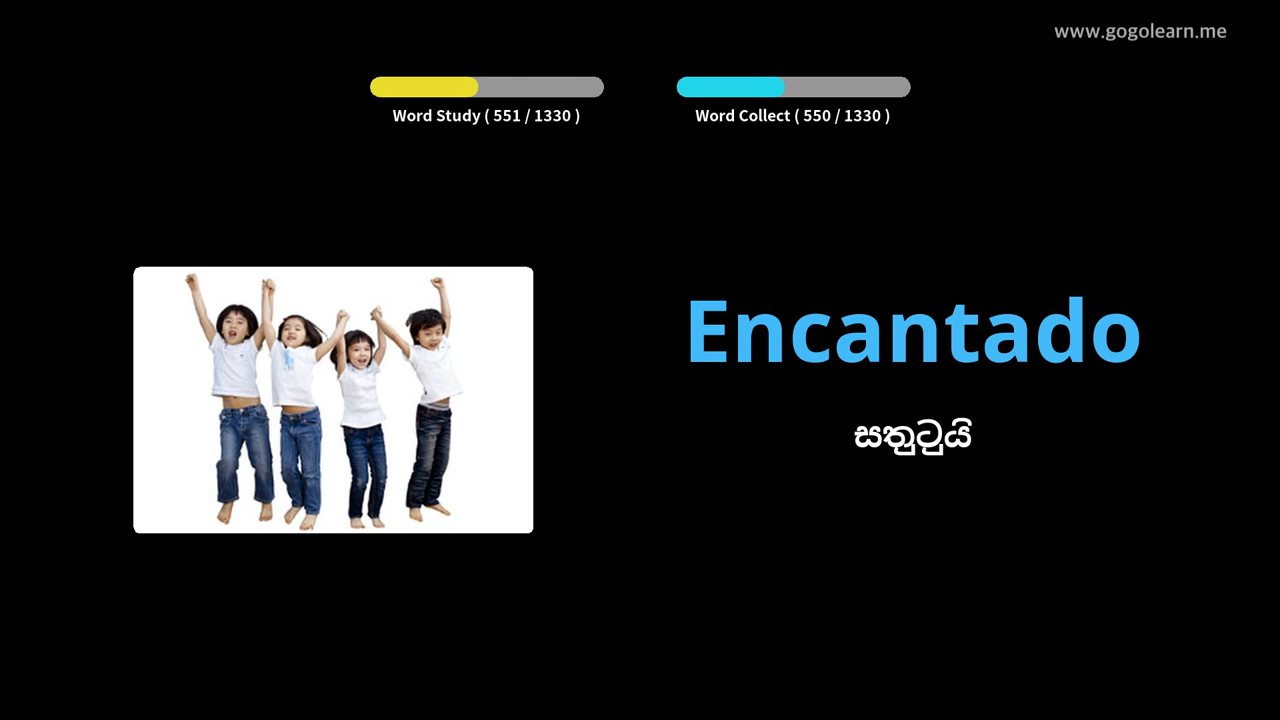 www.gogolearn.me
Word Study ( 551 / 1330 )
Word Collect ( 550 / 1330 )
Encantado
සතුටුයි